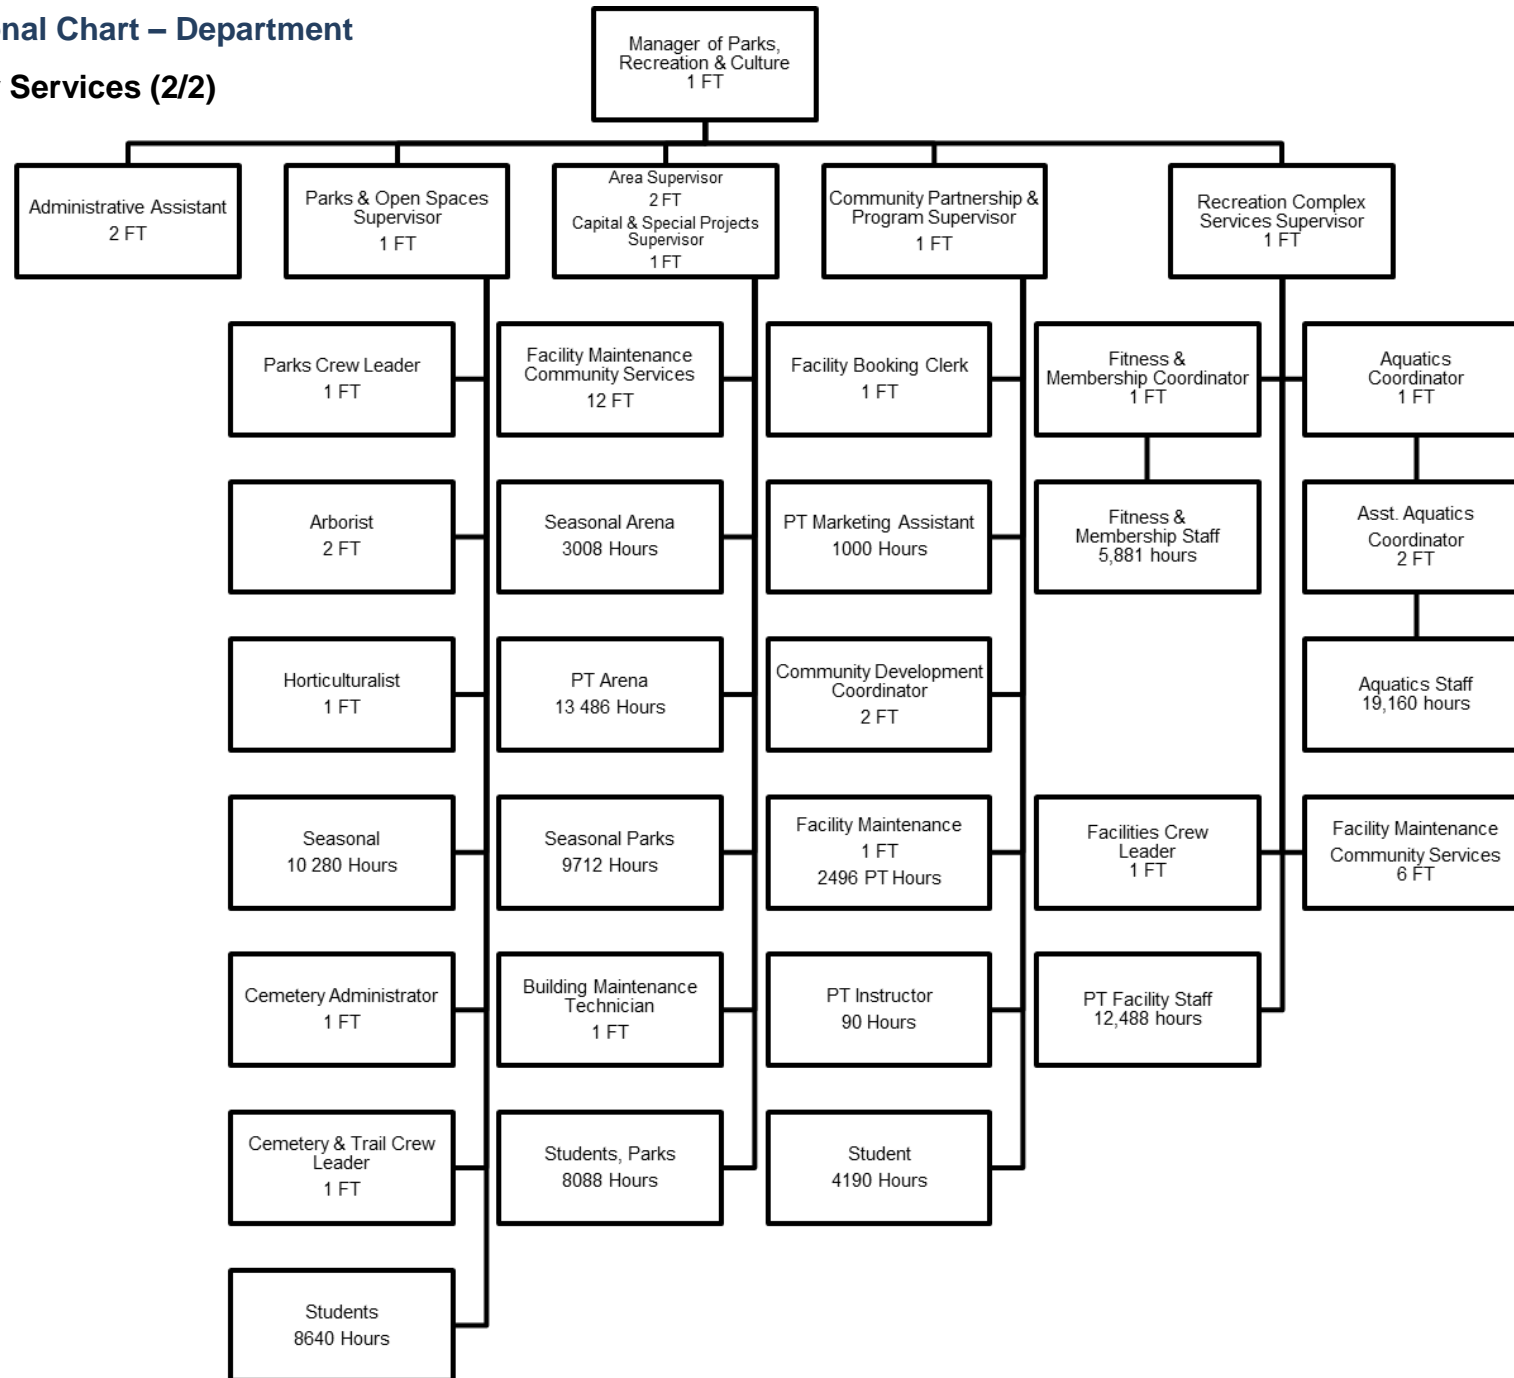 onal Chart – Department
Services (2/2)
Manager of Parks,
Recreation & Culture
1 FT
Administrative Assistant
2 FT
Parks & Open Spaces
Supervisor
1 FT
Area Supervisor
2 FT
Capital & Special Projects
Supervisor
1 FT
Community Partnership &
Program Supervisor
1 FT
Recreation Complex
Services Supervisor
1 FT
Parks Crew Leader
1 FT
Arborist
2 FT
Horticulturalist
1 FT
Seasonal
10 280 Hours
Cemetery Administrator
1 FT
Cemetery & Trail Crew
Leader
1 FT
Students
8640 Hours
Facility Maintenance
Community Services
12 FT
Seasonal Arena
3008 Hours
PT Arena
13 486 Hours
Seasonal Parks
9712 Hours
Building Maintenance
Technician
1 FT
Students, Parks
8088 Hours
Facility Booking Clerk
1 FT
PT Marketing Assistant
1000 Hours
Community Development
Coordinator
2 FT
Facility Maintenance
1 FT
2496 PT Hours
PT Instructor
90 Hours
Student
4190 Hours
Fitness &
Membership Coordinator
1 FT
Fitness &
Membership Staff
5,881 hours
Facilities Crew
Leader
1 FT
PT Facility Staff
12,488 hours
Aquatics
Coordinator
1 FT
Asst. Aquatics
Coordinator
2 FT
Aquatics Staff
19,160 hours
Facility Maintenance
Community Services
6 FT